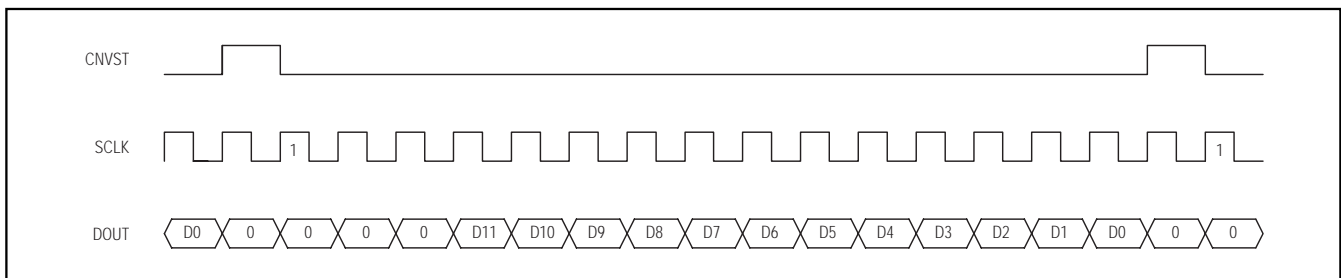 CNVST
SCLK 1 1
DOUT D0 0 0 0 0 D11 D10 D9 D8 D7 D6 D5 D4 D3 D2 D1 D0 0 0